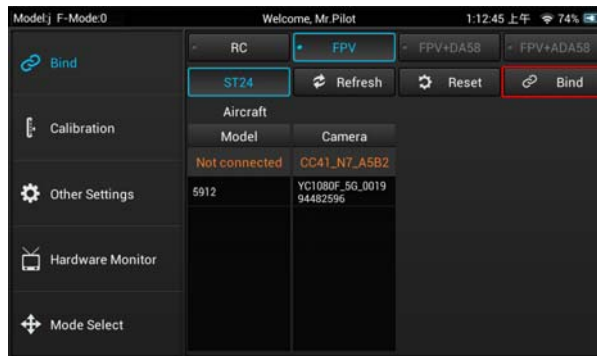 Model:j F-Mode:0 Welcome, Mr.Pilot 1:12:45 上午 74%
Bind
RC FPV FPV+DA58 FPV+ADA58
ST24 Refresh Reset Bind
Aircraft
Calibration
Model Camera
Not connected CC41_N7_A5B2
Other Settings
5912 YC1080F_5G_0019
94482596
Hardware Monitor
Mode Select